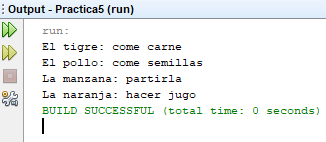 Output - Practica5 (run)
run:
El tigre: come carne
El pollo: come semillas
La manzana: partirla
La naranja: hacer jugo
BUILD SUCCESSFUL (total time: 0 seconds)